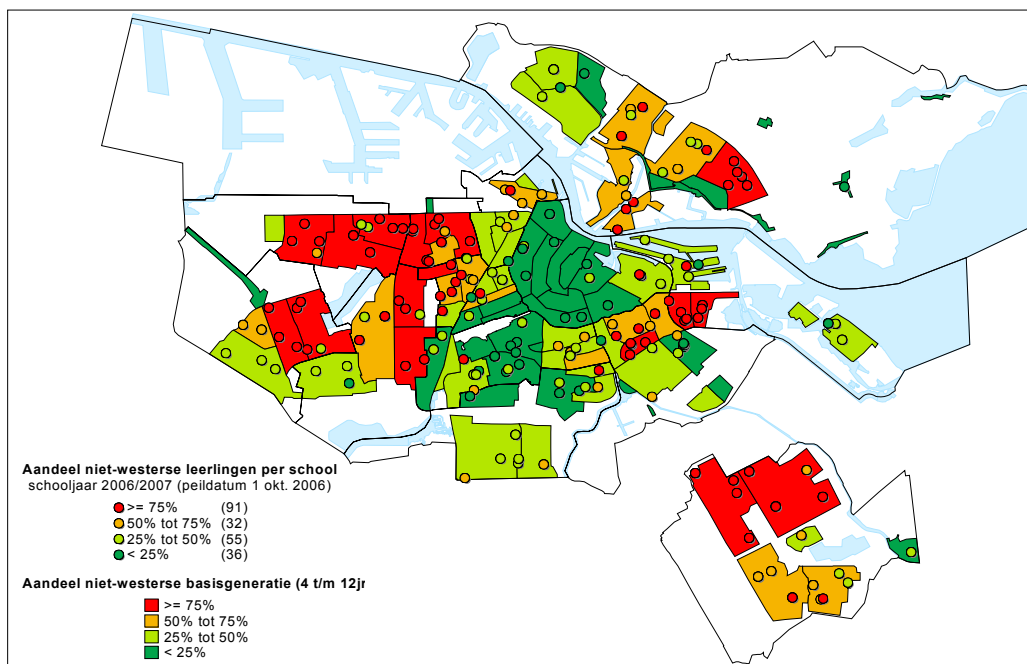 Aandeel niet-westerse leerlingen per school
schooljaar 2006/2007 (peildatum 1 okt. 2006)
>= 75% (91)
50% tot 75% (32)
25% tot 50% (55)
< 25% (36)
Aandeel niet-westerse basisgeneratie (4 t/m 12jr
>= 75%
50% tot 75%
25% tot 50%
< 25%